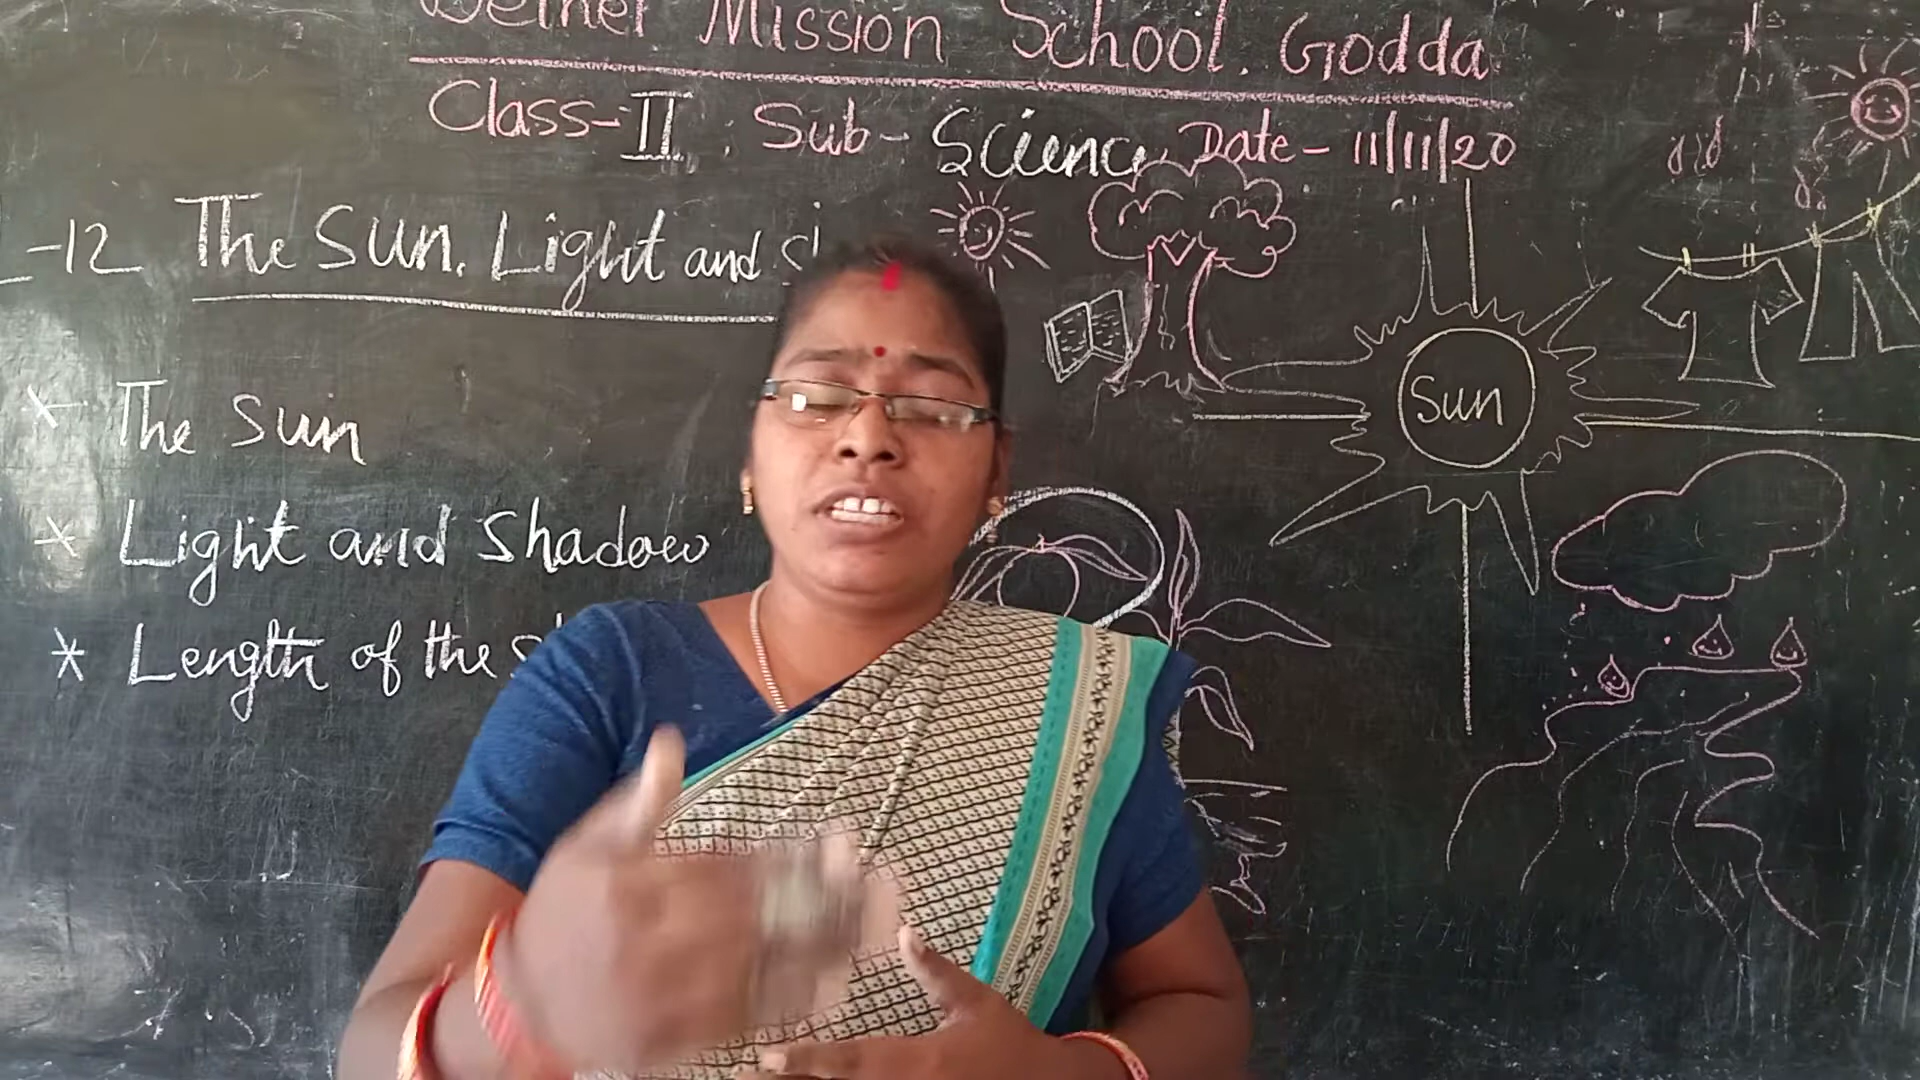 Bethel Mission School. Godda
Class-II. Sub- Science Date- 11/11/20
-12 The Sun. Light and
* The Sun
* Light and Shadow
* Length of the
Sun